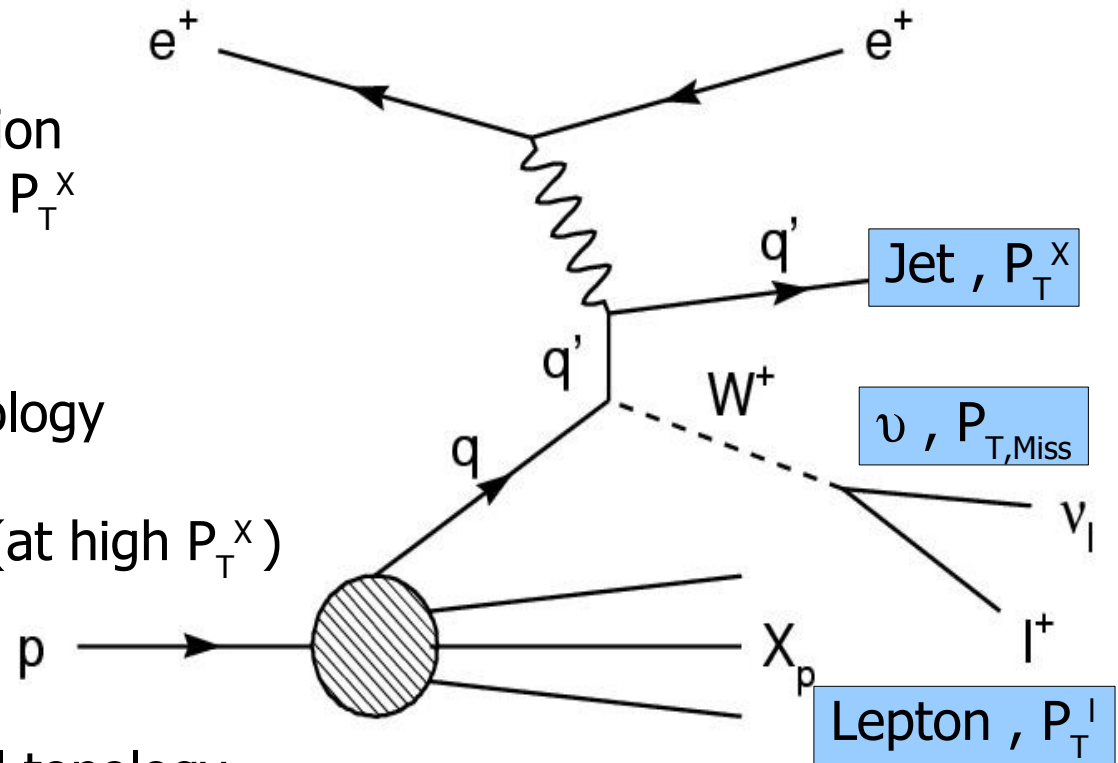 e+ e+
ion
P_T^X
q’ Jet , P_T^X
q’
W+
ology
υ , P_T,Miss
q
ν_l
(at high P_T^X )
p X_p l+
Lepton , P_T^l